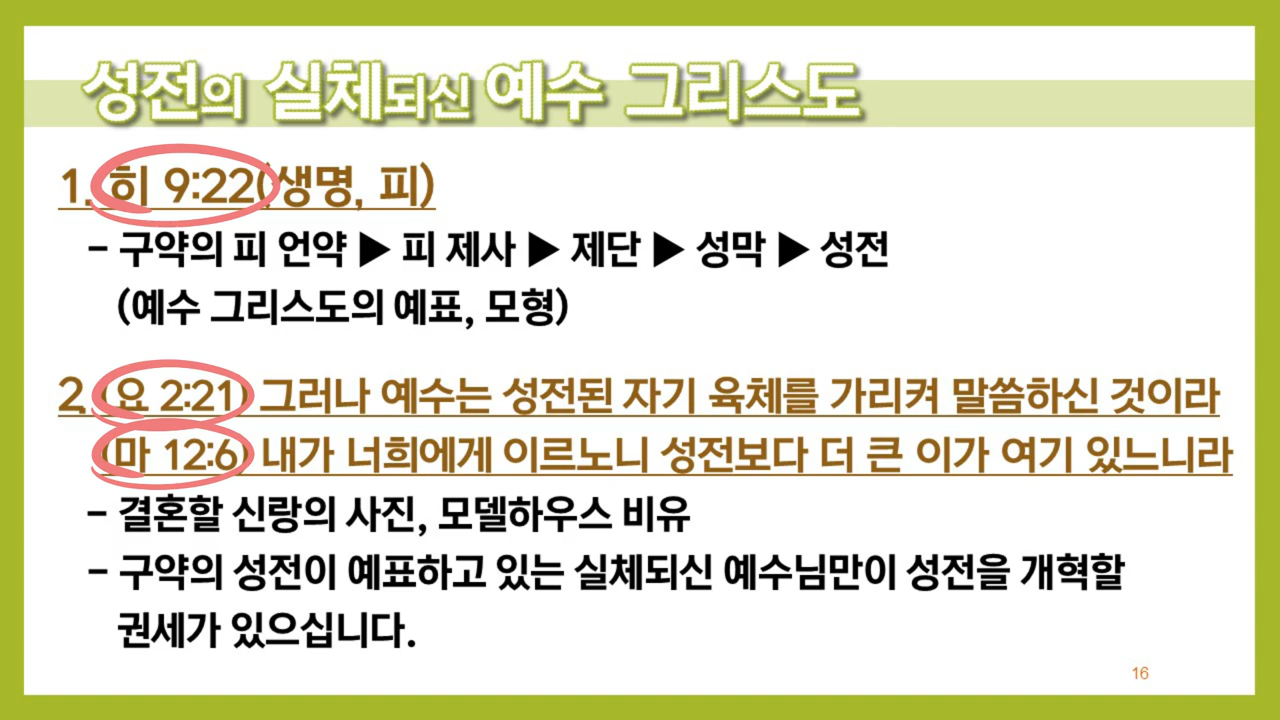 성전의 실체되신 예수 그리스도
1. 히 9:22(생명, 피)
- 구약의 피 언약 ▶ 피 제사 ▶ 제단 ▶ 성막 ▶ 성전
(예수 그리스도의 예표, 모형)
2. (요 2:21) 그러나 예수는 성전된 자기 육체를 가리켜 말씀하신 것이라
(마 12:6) 내가 너희에게 이르노니 성전보다 더 큰 이가 여기 있느니라
- 결혼할 신랑의 사진, 모델하우스 비유
- 구약의 성전이 예표하고 있는 실체되신 예수님만이 성전을 개혁할
권세가 있으십니다.
16